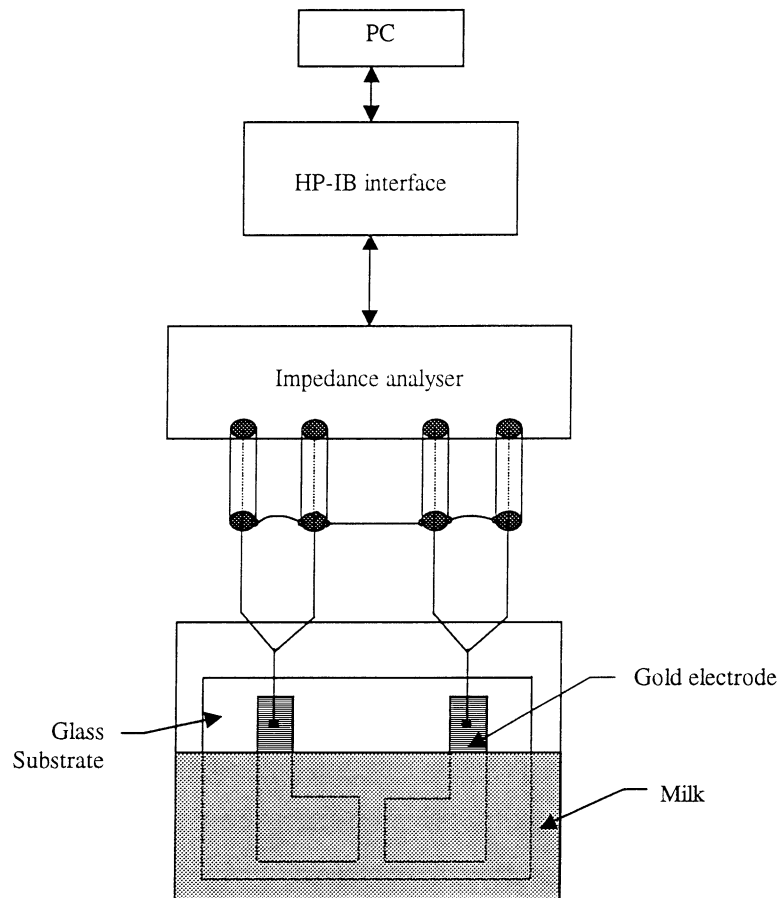 PC
HP-IB interface
Impedance analyser
Gold electrode
Glass
Substrate
Milk